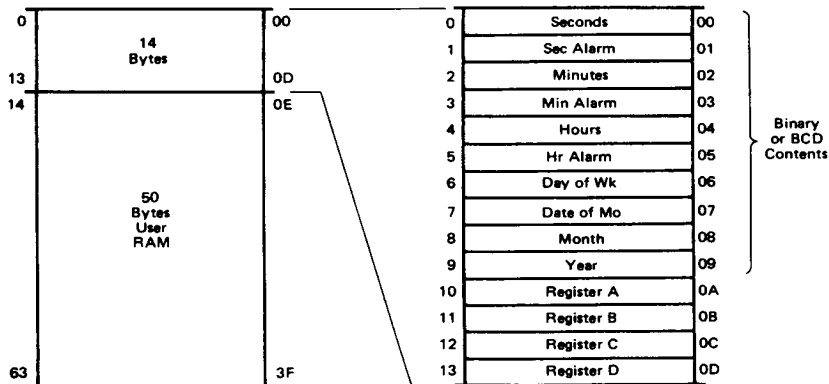 0
14
Bytes
00
13
0D
14
0E
50
Bytes
User
RAM
63
3F
0 Seconds 00
1 Sec Alarm 01
2 Minutes 02
3 Min Alarm 03
4 Hours 04
5 Hr Alarm 05
6 Day of Wk 06
7 Date of Mo 07
8 Month 08
9 Year 09
10 Register A 0A
11 Register B 0B
12 Register C 0C
13 Register D 0D
Binary
or BCD
Contents